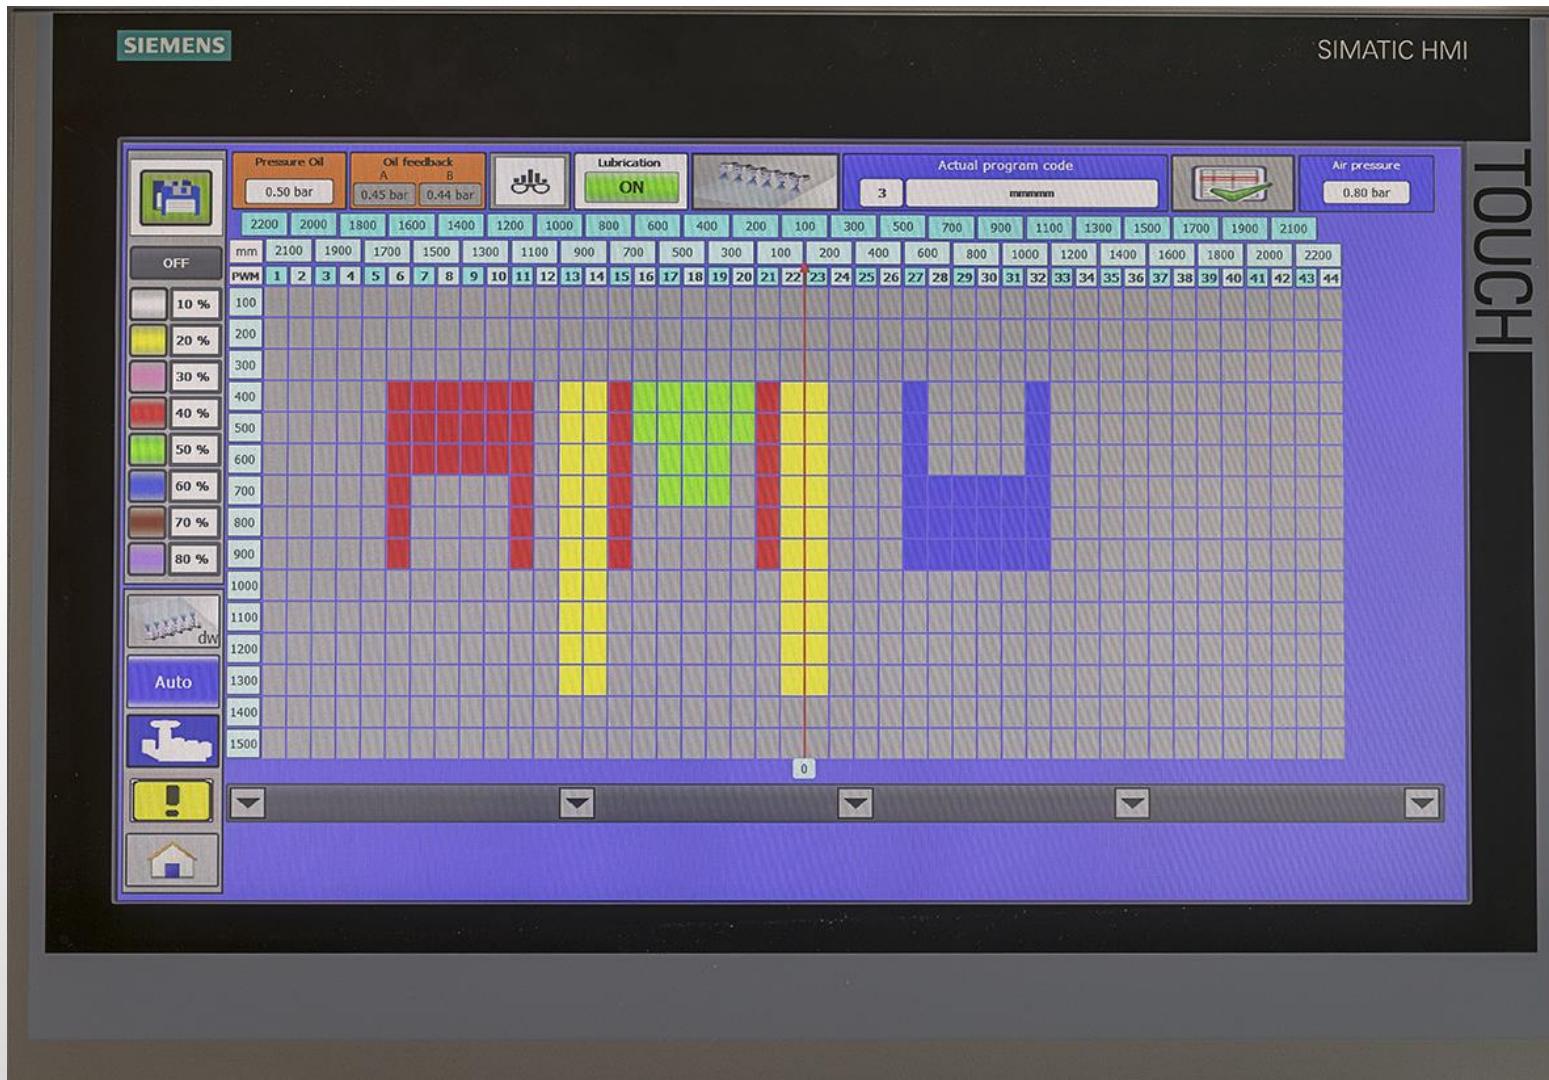 SIEMENS
SIMATIC HMI
TOUCH
Pressure Oil
0.50 bar
Oil feedback
A B
0.45 bar 0.44 bar
Lubrication
ON
Actual program code
3 mmmmm
Air pressure
0.80 bar
2200 2000 1800 1600 1400 1200 1000 800 600 400 200 100 300 500 700 900 1100 1300 1500 1700 1900 2100
mm 2100 1900 1700 1500 1300 1100 900 700 500 300 100 200 400 600 800 1000 1200 1400 1600 1800 2000 2200
PWM 1 2 3 4 5 6 7 8 9 10 11 12 13 14 15 16 17 18 19 20 21 22 23 24 25 26 27 28 29 30 31 32 33 34 35 36 37 38 39 40 41 42 43 44
OFF
10 %
20 %
30 %
40 %
50 %
60 %
70 %
80 %
dw
Auto
100
200
300
400
500
600
700
800
900
1000
1100
1200
1300
1400
1500
0